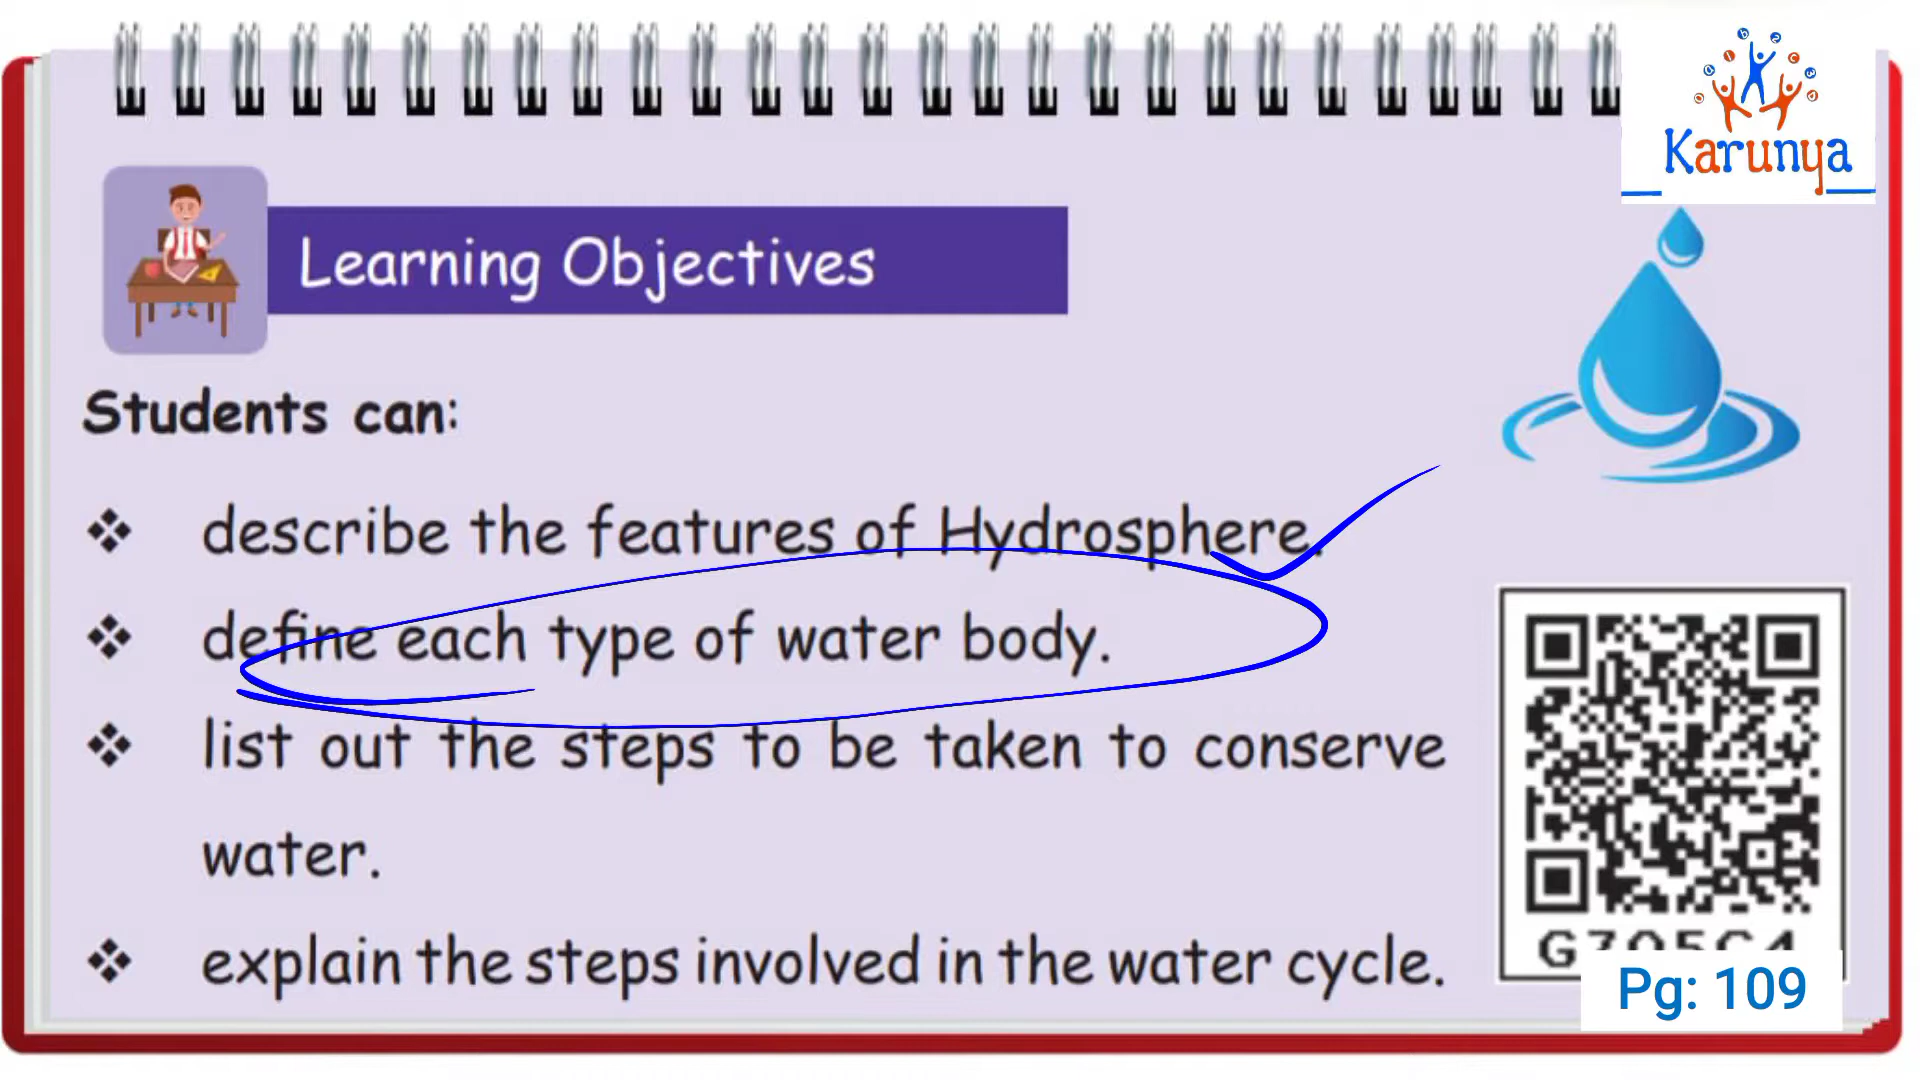 Karunya
Learning Objectives
Students can:
❖ describe the features of Hydrosphere.
❖ define each type of water body.
❖ list out the steps to be taken to conserve
water.
❖ explain the steps involved in the water cycle.
Pg: 109